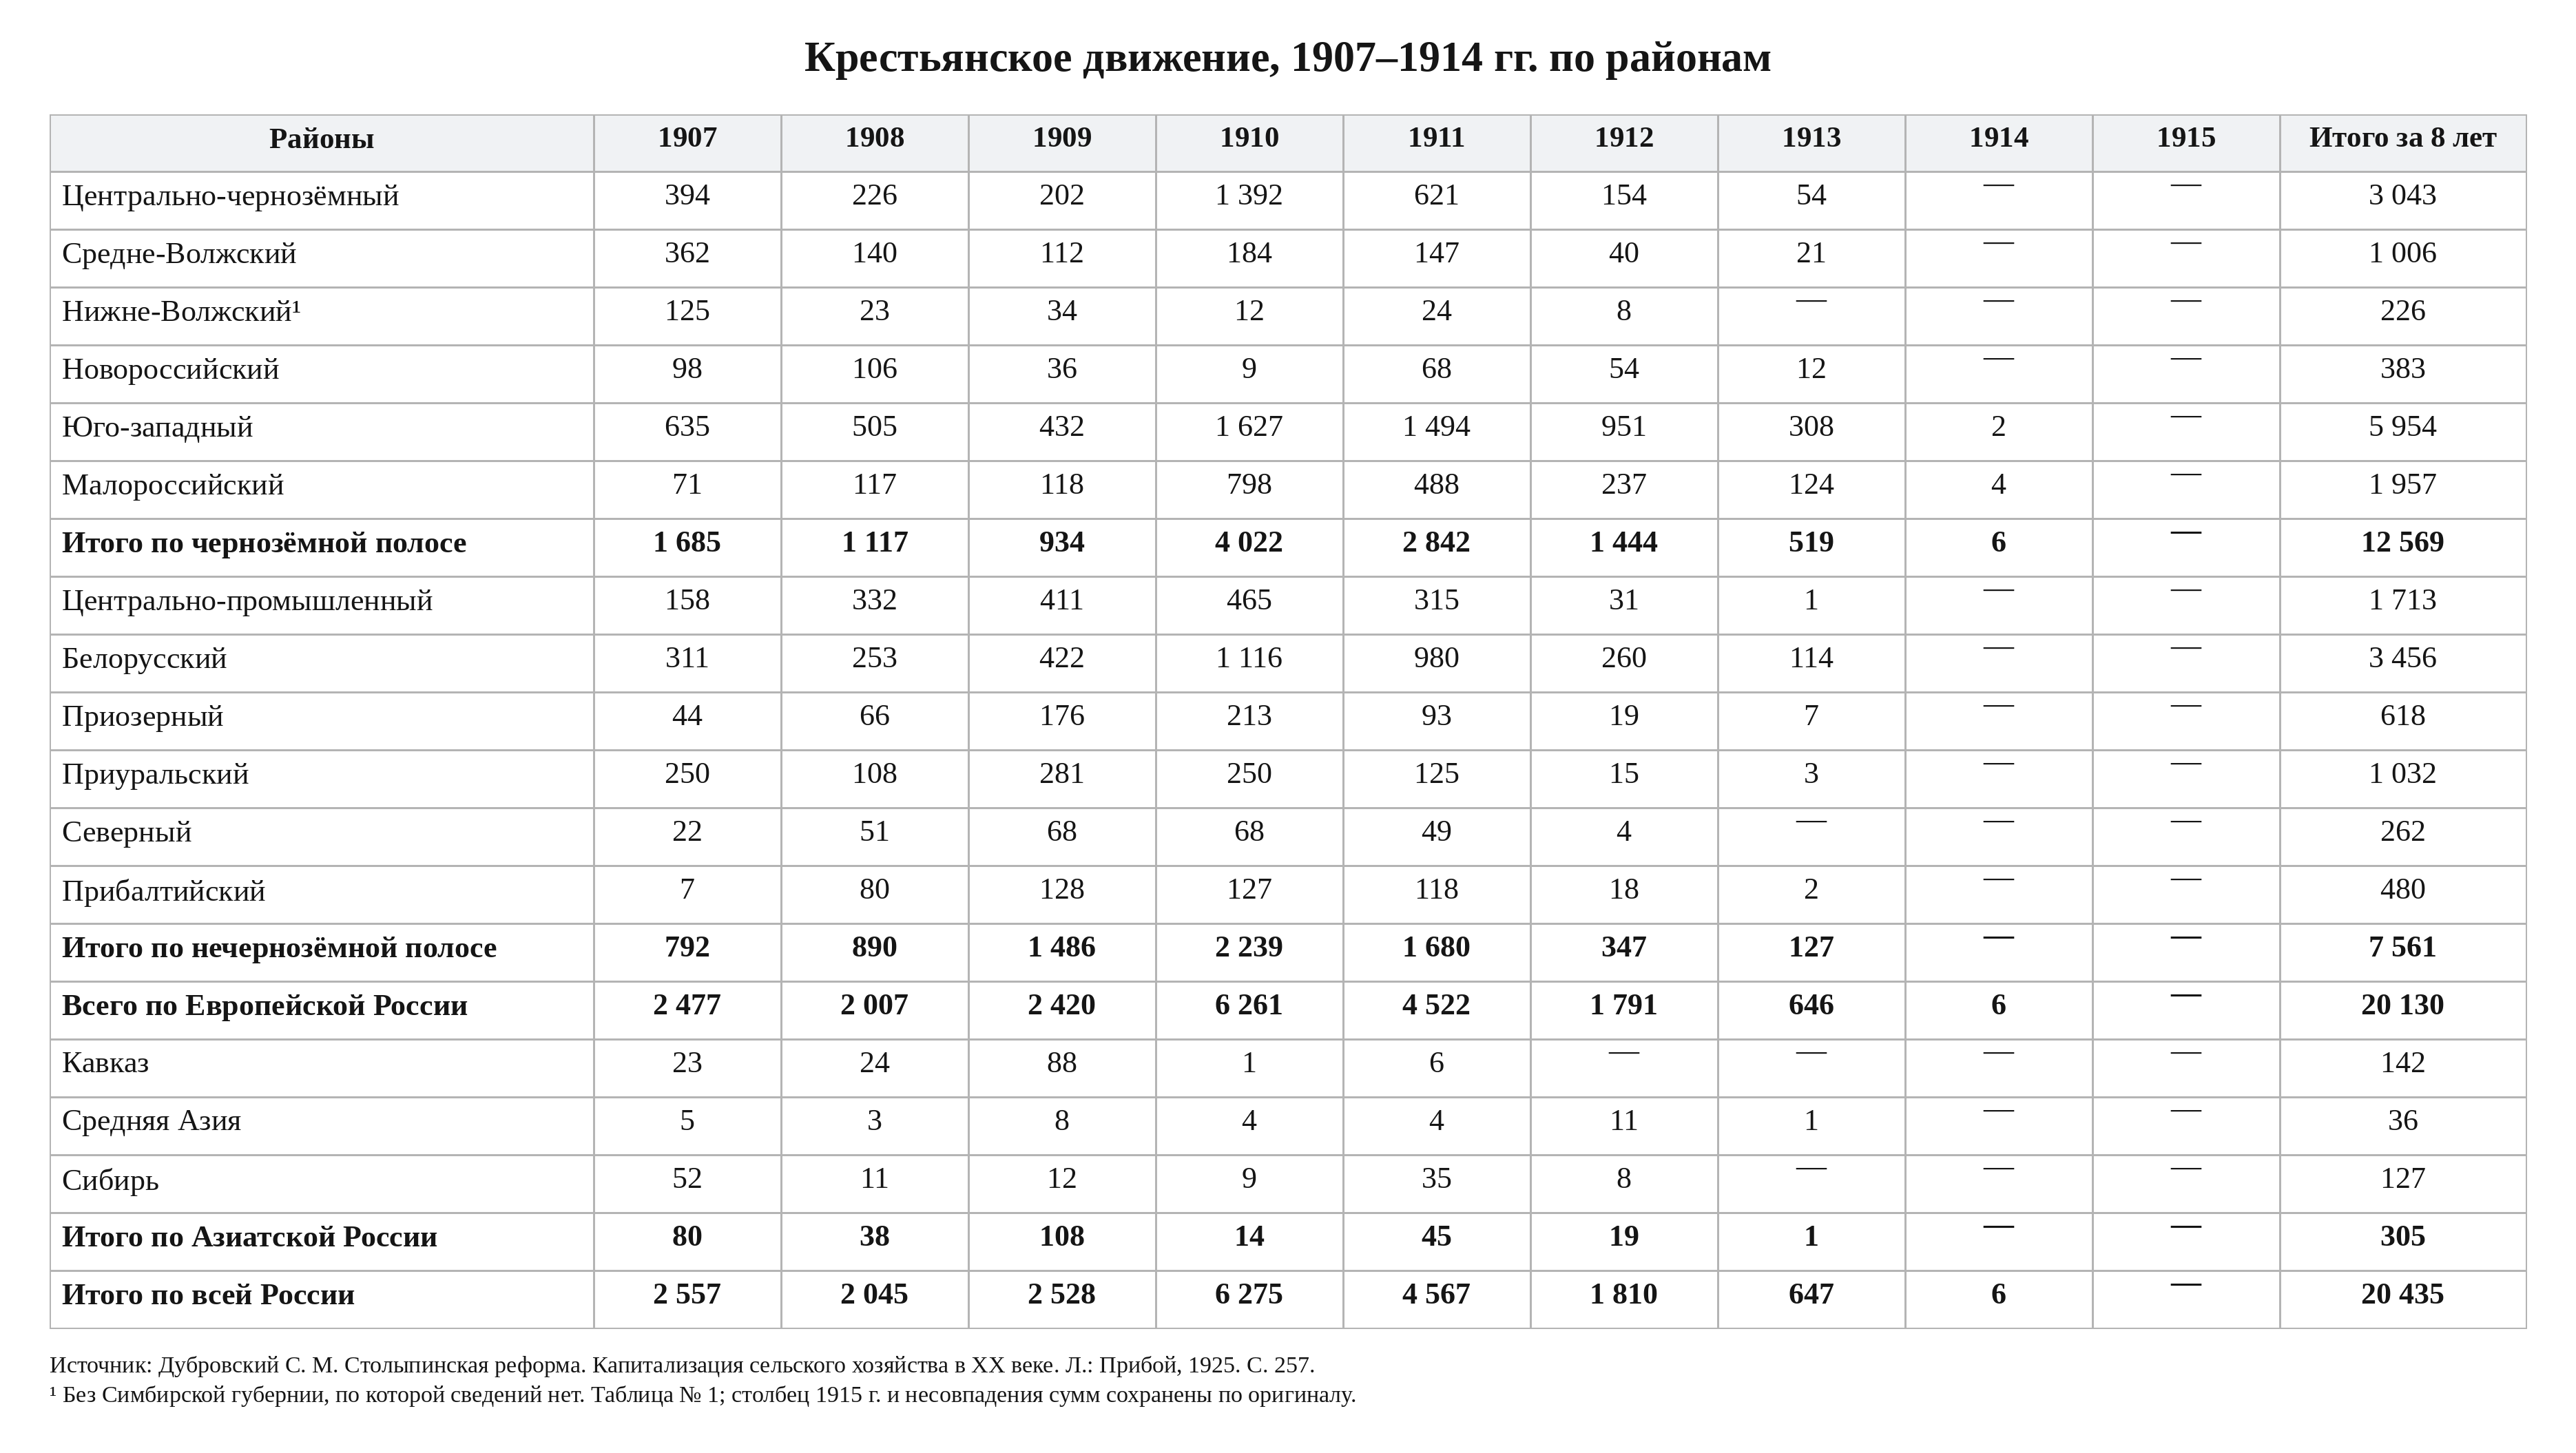 Крестьянское движение, 1907–1914 гг. по районам
Районы 1907 1908 1909 1910 1911 1912 1913 1914 1915 Итого за 8 лет
Центрально-чернозёмный 394 226 202 1 392 621 154 54 — — 3 043
Средне-Волжский 362 140 112 184 147 40 21 — — 1 006
Нижне-Волжский¹ 125 23 34 12 24 8 — — — 226
Новороссийский 98 106 36 9 68 54 12 — — 383
Юго-западный 635 505 432 1 627 1 494 951 308 2 — 5 954
Малороссийский 71 117 118 798 488 237 124 4 — 1 957
Итого по чернозёмной полосе 1 685 1 117 934 4 022 2 842 1 444 519 6 — 12 569
Центрально-промышленный 158 332 411 465 315 31 1 — — 1 713
Белорусский 311 253 422 1 116 980 260 114 — — 3 456
Приозерный 44 66 176 213 93 19 7 — — 618
Приуральский 250 108 281 250 125 15 3 — — 1 032
Северный 22 51 68 68 49 4 — — — 262
Прибалтийский 7 80 128 127 118 18 2 — — 480
Итого по нечернозёмной полосе 792 890 1 486 2 239 1 680 347 127 — — 7 561
Всего по Европейской России 2 477 2 007 2 420 6 261 4 522 1 791 646 6 — 20 130
Кавказ 23 24 88 1 6 — — — — 142
Средняя Азия 5 3 8 4 4 11 1 — — 36
Сибирь 52 11 12 9 35 8 — — — 127
Итого по Азиатской России 80 38 108 14 45 19 1 — — 305
Итого по всей России 2 557 2 045 2 528 6 275 4 567 1 810 647 6 — 20 435
Источник: Дубровский С. М. Столыпинская реформа. Капитализация сельского хозяйства в XX веке. Л.: Прибой, 1925. С. 257.
¹ Без Симбирской губернии, по которой сведений нет. Таблица № 1; столбец 1915 г. и несовпадения сумм сохранены по оригиналу.